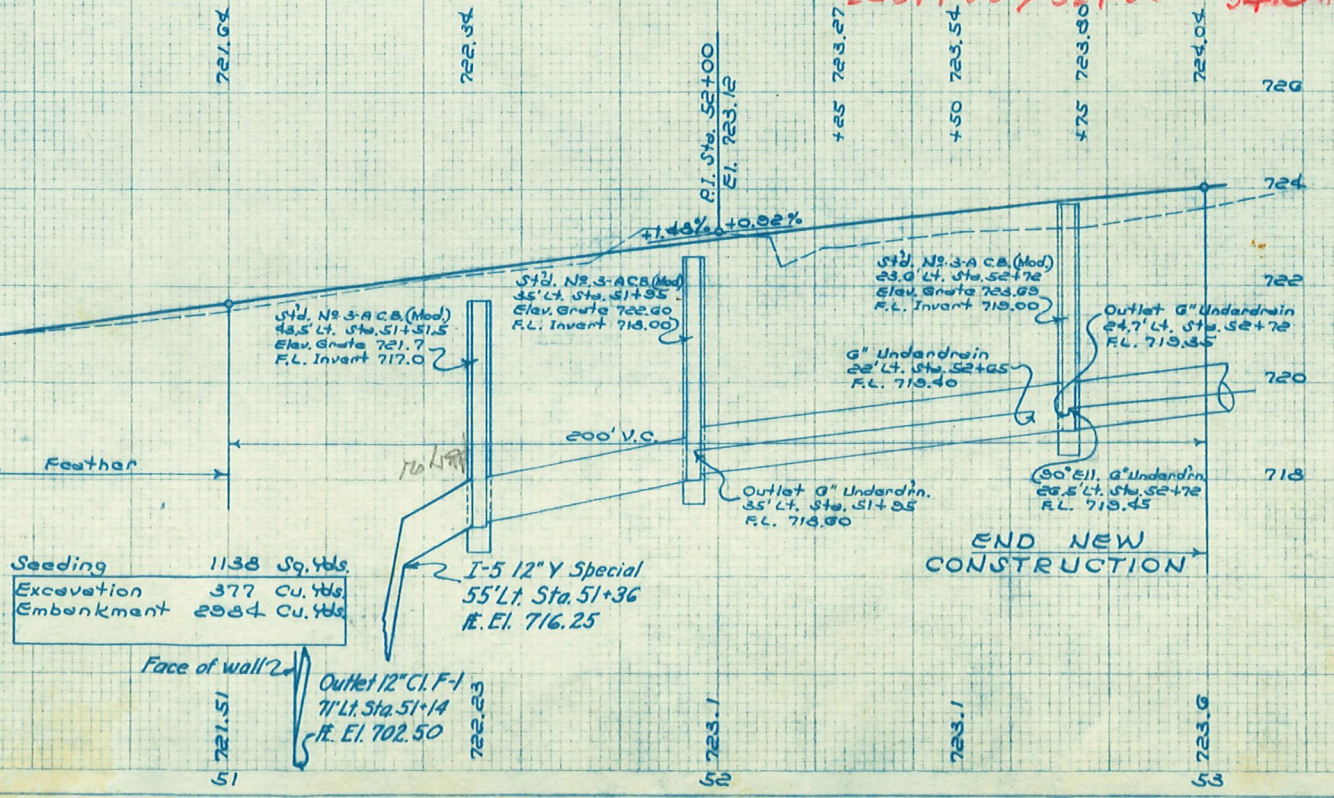 721.64
722.34
P.I. Sta. 52+00
El. 723.12
+25 723.27
+50 723.54
+75 723.80
724.04
726
724
722
720
718
+1.48% +0.92%
St'd. No. 3-A C.B. (Mod)
43.5' Lt. Sta. 51+51.5
Elev. Grate 721.7
F.L. Invert 717.0
St'd. No. 3-A C.B. (Mod)
35' Lt. Sta. 51+95
Elev. Grate 722.60
F.L. Invert 718.00
St'd. No. 3-A C.B. (Mod)
23.0' Lt. Sta. 52+72
Elev. Grate 723.69
F.L. Invert 719.00
Outlet 6" Underdrain
24.7' Lt. Sta. 52+72
F.L. 719.35
6" Underdrain
22' Lt. Sta. 52+65
F.L. 719.40
200' V.C.
Feather
Outlet 6" Underdrn.
35' Lt. Sta. 51+95
F.L. 718.60
90° Ell. 6" Underdrn.
26.5' Lt. Sta. 52+72
F.L. 719.45
END NEW
CONSTRUCTION
Seeding 1138 Sq. Yds.
Excavation 377 Cu. Yds.
Embankment 2984 Cu. Yds.
I-5 12" Y Special
55' Lt. Sta. 51+36
℄. El. 716.25
Face of wall
Outlet 12" C.I. F-1
71' Lt. Sta. 51+14
℄. El. 702.50
721.51
722.23
723.1
723.1
723.6
51
52
53